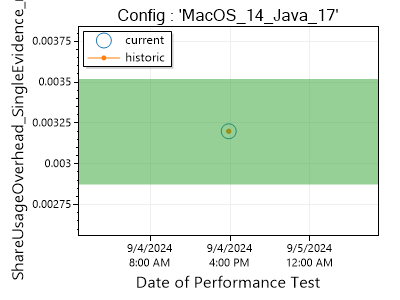 Config : 'MacOS_14_Java_17'
current
historic
0.00375
0.0035
0.00325
0.003
0.00275
ShareUsageOverhead_SingleEvidence_
9/4/2024
8:00 AM
9/4/2024
4:00 PM
9/5/2024
12:00 AM
Date of Performance Test